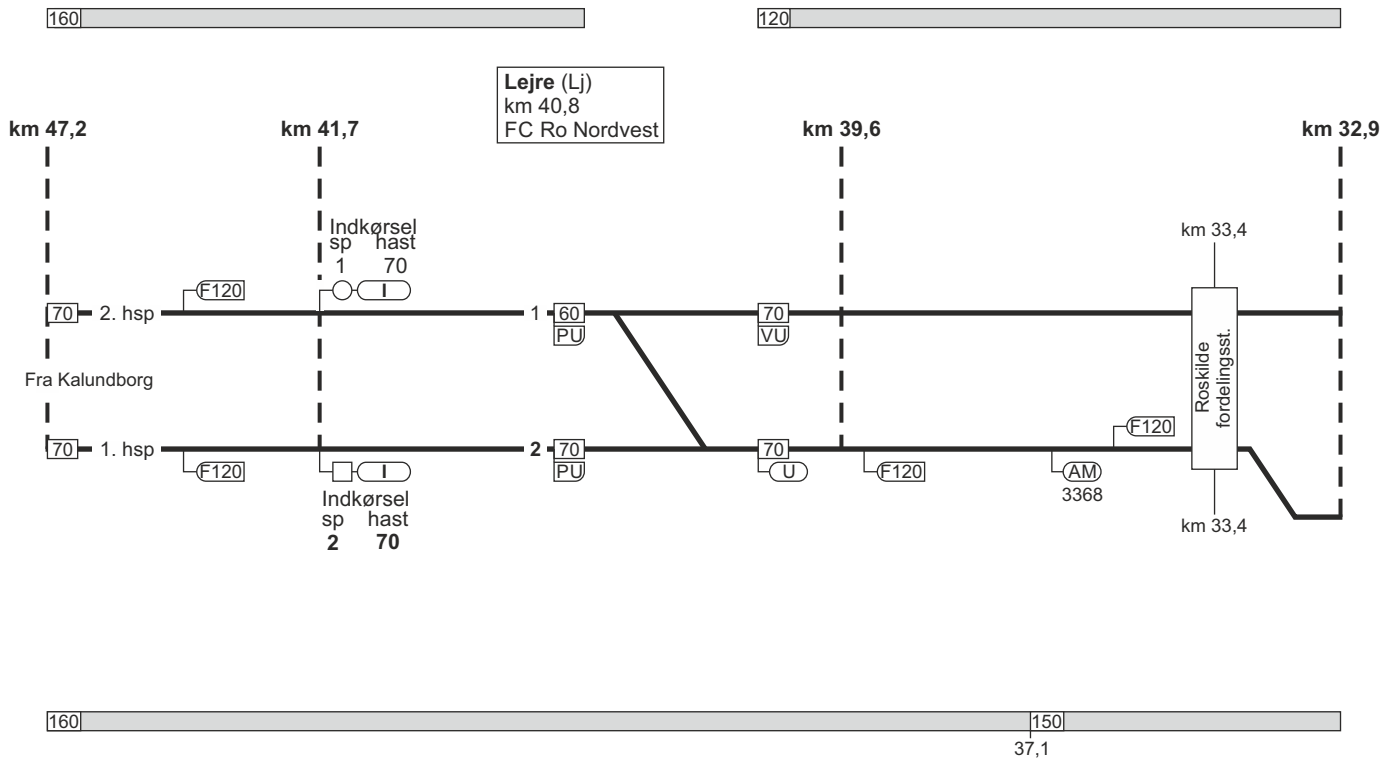 160
120
Lejre (Lj)
km 40,8
FC Ro Nordvest
km 47,2
km 41,7
km 39,6
km 32,9
Indkørsel
sp hast
1 70
km 33,4
F120
I
70
2. hsp
1
60
70
PU
VU
Fra Kalundborg
Roskilde
fordelingsst.
F120
70
1. hsp
2
70
70
F120
I
PU
U
F120
AM
3368
Indkørsel
sp hast
2 70
km 33,4
160
150
37,1